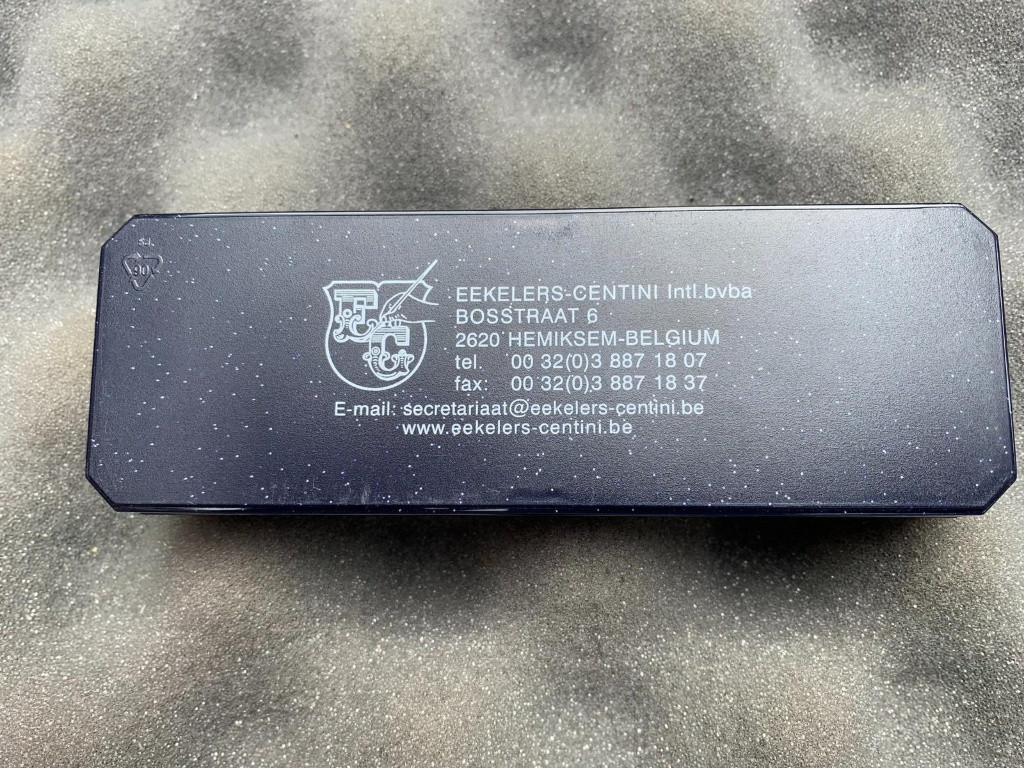 EEKELERS-CENTINI Intl.bvba
BOSSTRAAT 6
2620 HEMIKSEM-BELGIUM
tel. 00 32(0)3 887 18 07
fax: 00 32(0)3 887 18 37
E-mail: secretariaat@eekelers-centini.be
www.eekelers-centini.be
E C
90